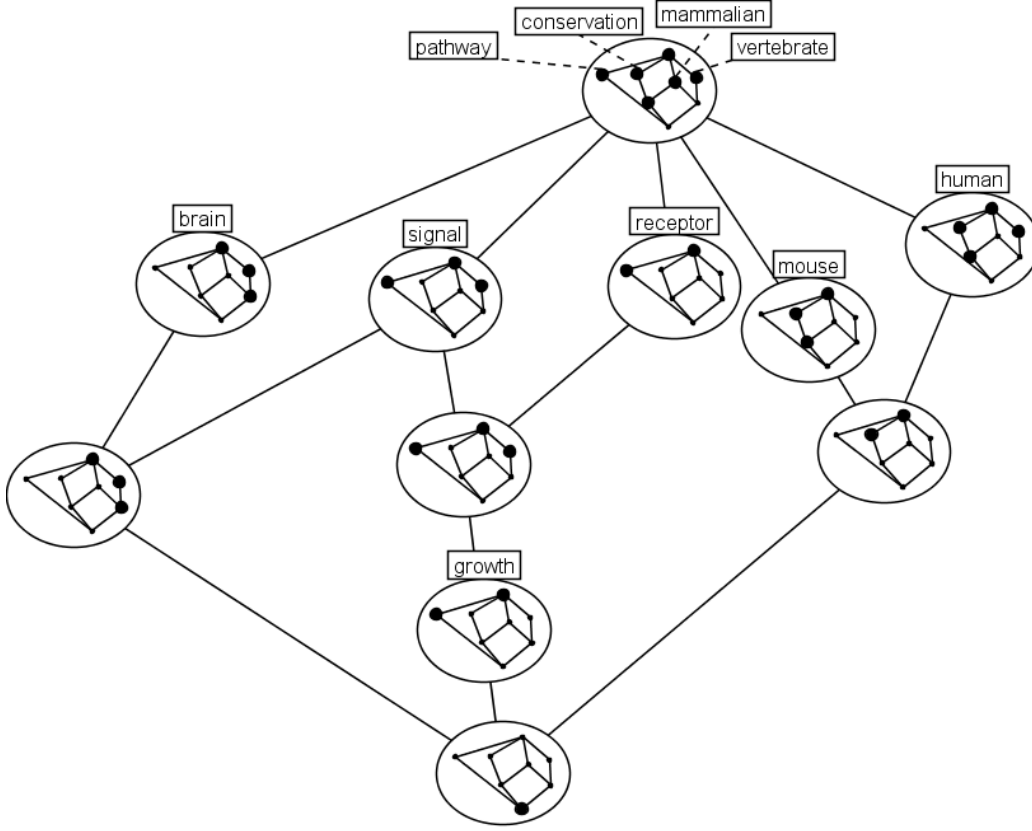 mammalian
conservation
pathway
vertebrate
human
brain
receptor
signal
mouse
growth